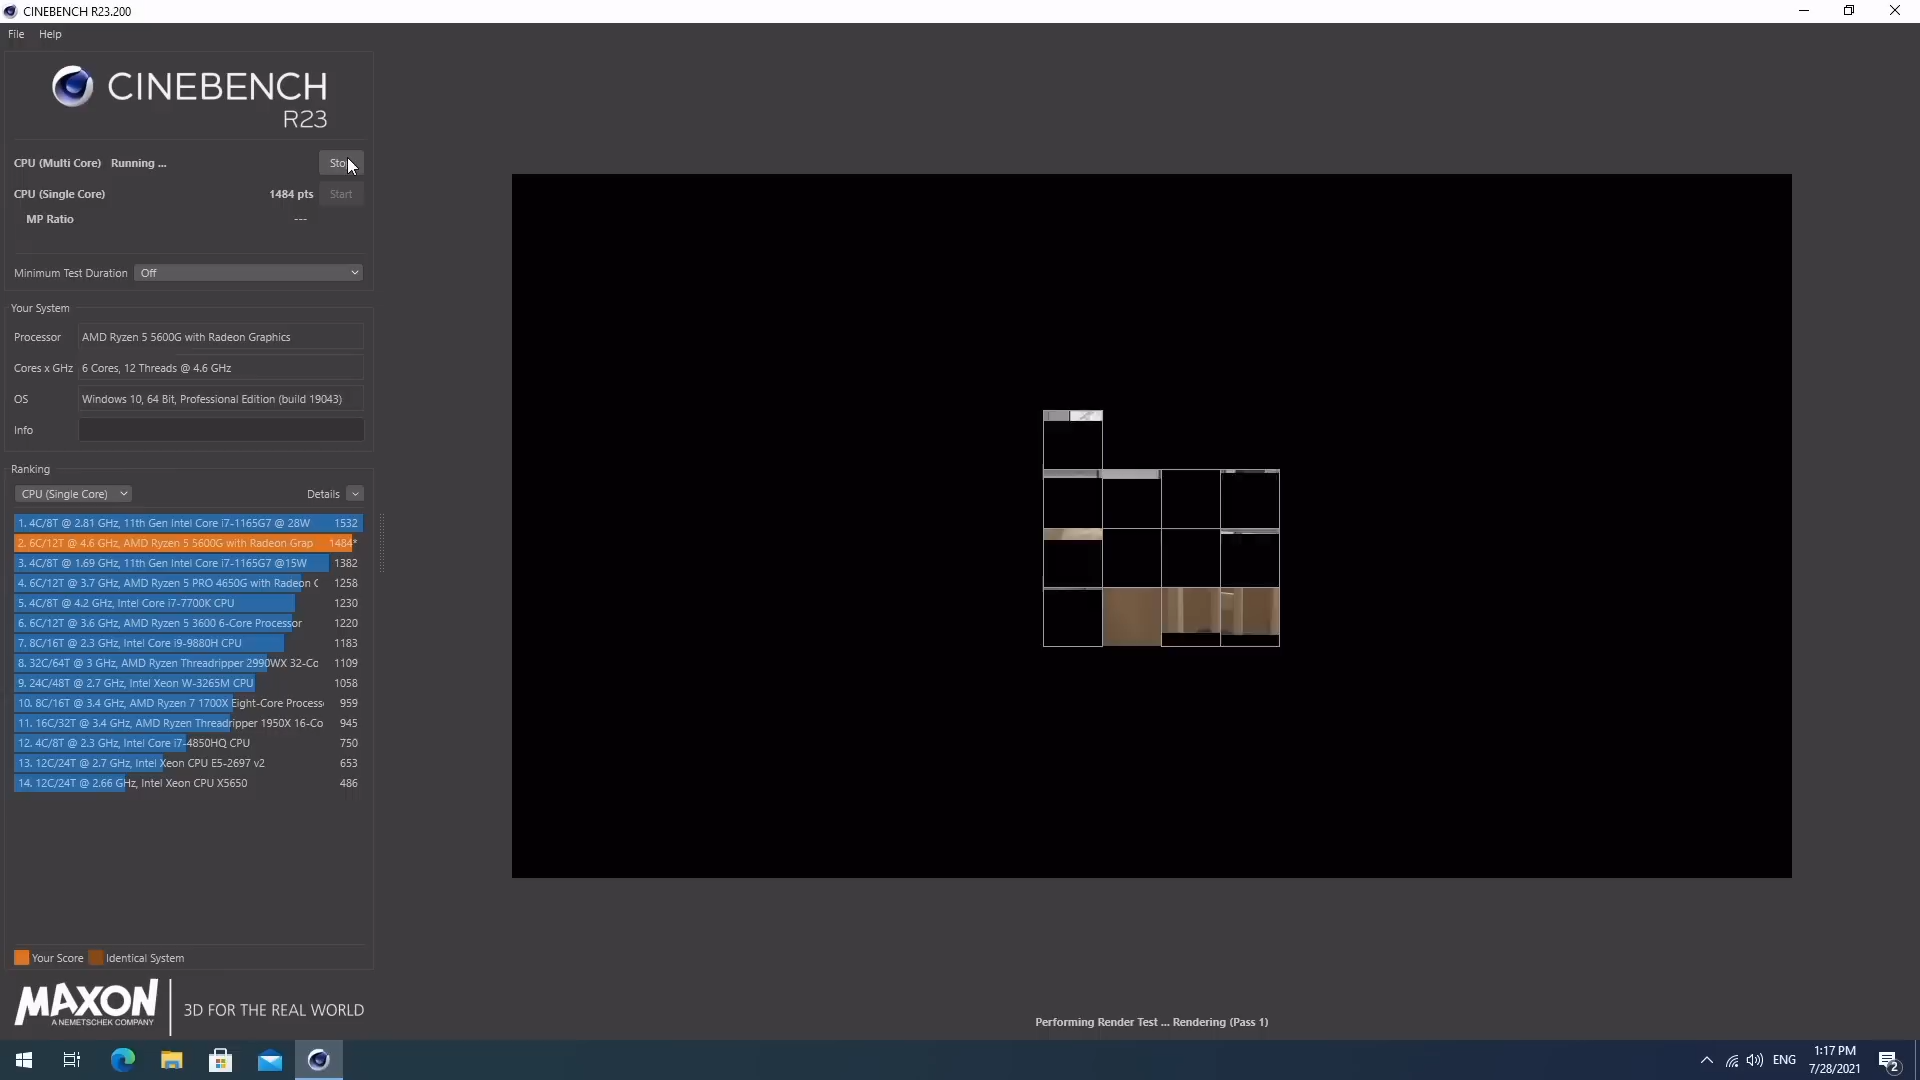 CINEBENCH R23.200
File Help
CINEBENCH
R23
CPU (Multi Core) Running ...
CPU (Single Core) 1484 pts Start
MP Ratio ---
Minimum Test Duration Off
Your System
Processor AMD Ryzen 5 5600G with Radeon Graphics
Cores x GHz 6 Cores, 12 Threads @ 4.6 GHz
OS Windows 10, 64 Bit, Professional Edition (build 19043)
Info
Ranking
CPU (Single Core) Details
1. 4C/8T @ 2.81 GHz, 11th Gen Intel Core i7-1165G7 @ 28W 1532
2. 6C/12T @ 4.6 GHz, AMD Ryzen 5 5600G with Radeon Grap 1484*
3. 4C/8T @ 1.69 GHz, 11th Gen Intel Core i7-1165G7 @15W 1382
4. 6C/12T @ 3.7 GHz, AMD Ryzen 5 PRO 4650G with Radeon 1258
5. 4C/8T @ 4.2 GHz, Intel Core i7-7700K CPU 1230
6. 6C/12T @ 3.6 GHz, AMD Ryzen 5 3600 6-Core Processor 1220
7. 8C/16T @ 2.3 GHz, Intel Core i9-9880H CPU 1183
8. 32C/64T @ 3 GHz, AMD Ryzen Threadripper 2990WX 32-Co 1109
9. 24C/48T @ 2.7 GHz, Intel Xeon W-3265M CPU 1058
10. 8C/16T @ 3.4 GHz, AMD Ryzen 7 1700X Eight-Core Process 959
11. 16C/32T @ 3.4 GHz, AMD Ryzen Threadripper 1950X 16-Co 945
12. 4C/8T @ 2.3 GHz, Intel Core i7-4850HQ CPU 750
13. 12C/24T @ 2.7 GHz, Intel Xeon CPU E5-2697 v2 653
14. 12C/24T @ 2.66 GHz, Intel Xeon CPU X5650 486
Your Score Identical System
MAXON
A NEMETSCHEK COMPANY
3D FOR THE REAL WORLD
Performing Render Test ... Rendering (Pass 1)
ENG
1:17 PM
7/28/2021
2